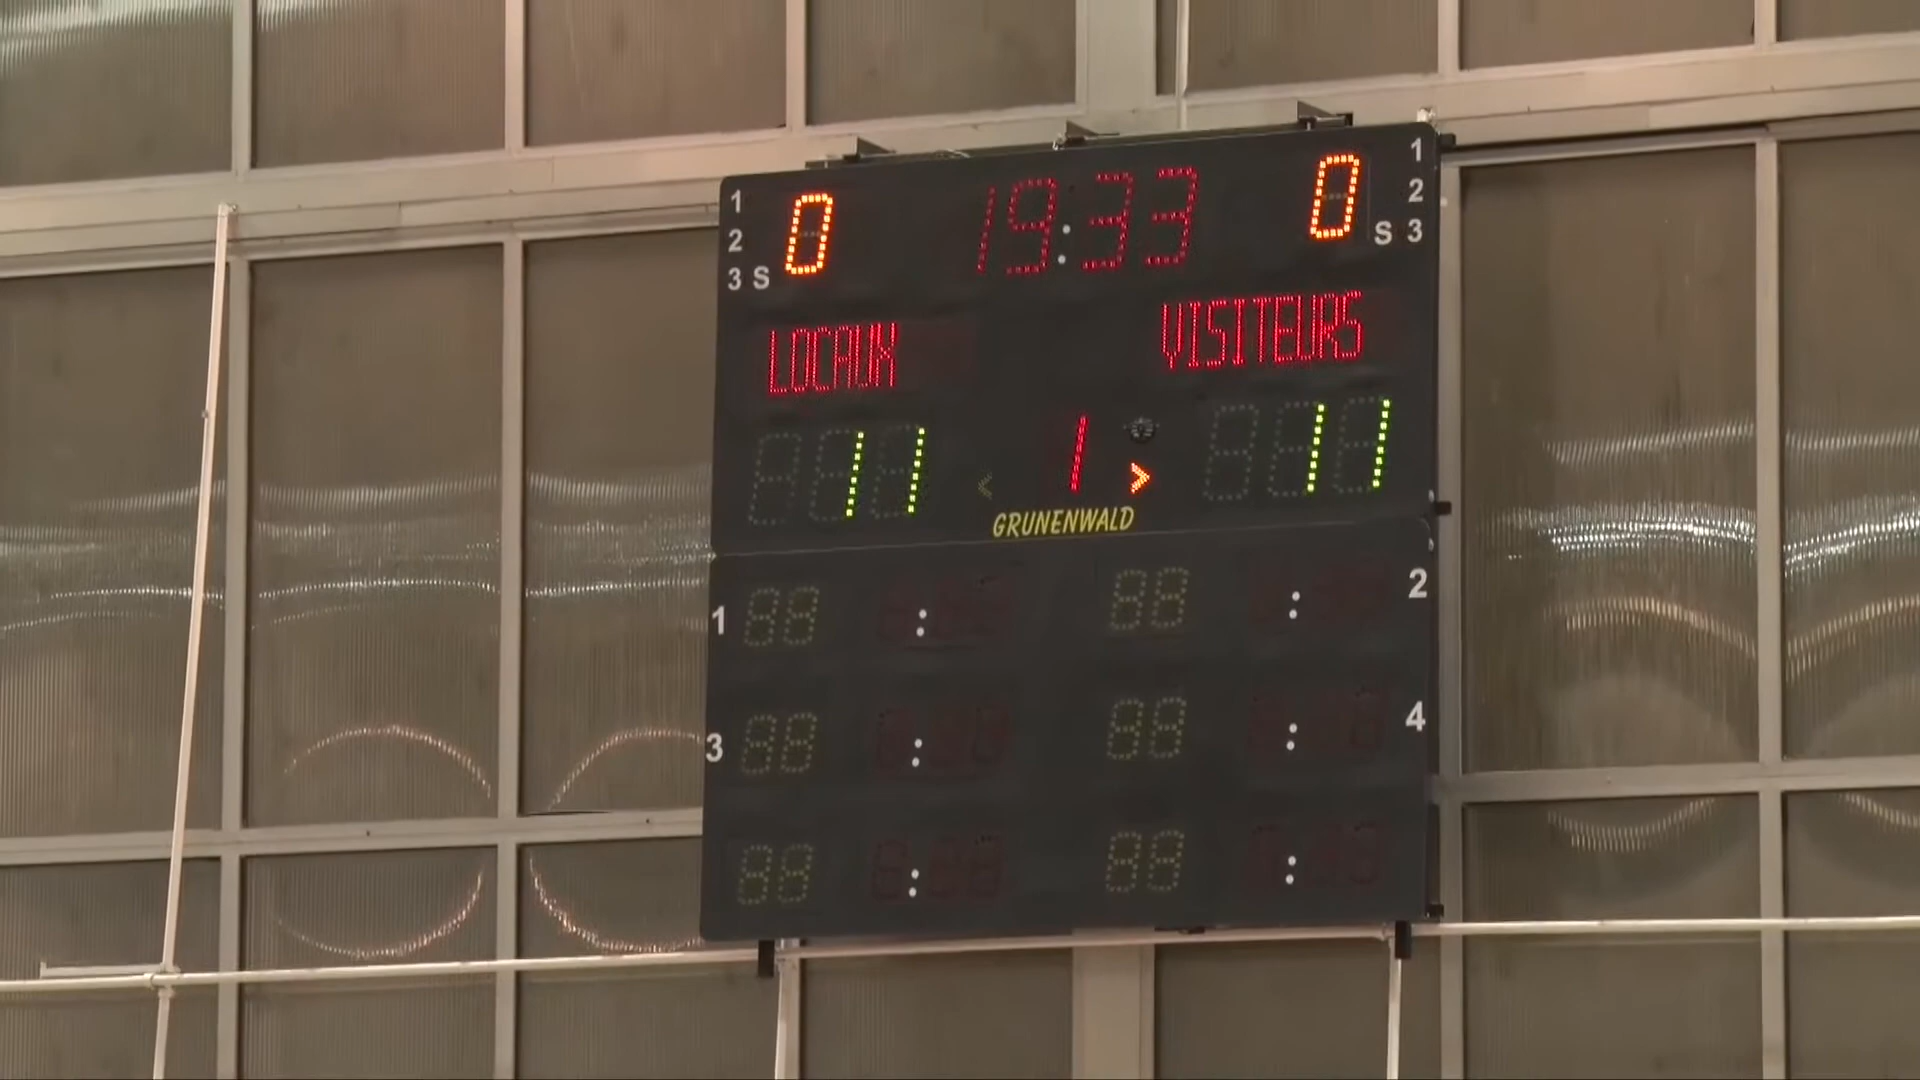 1 0 19:33 0 1
2 2
3 S S 3
LOCAUX VISITEURS
11 < 1 > 11
GRUNENWALD
1 : : 2
3 : : 4
: :